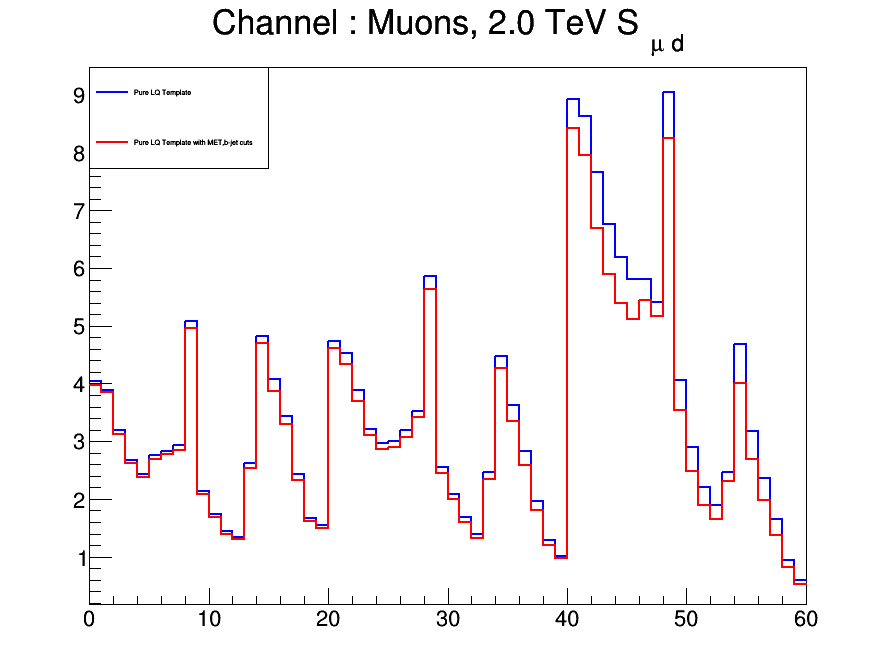 Channel : Muons, 2.0 TeV S μ d
Pure LQ Template
Pure LQ Template with MET,b-jet cuts
9
8
7
6
5
4
3
2
1
0 10 20 30 40 50 60